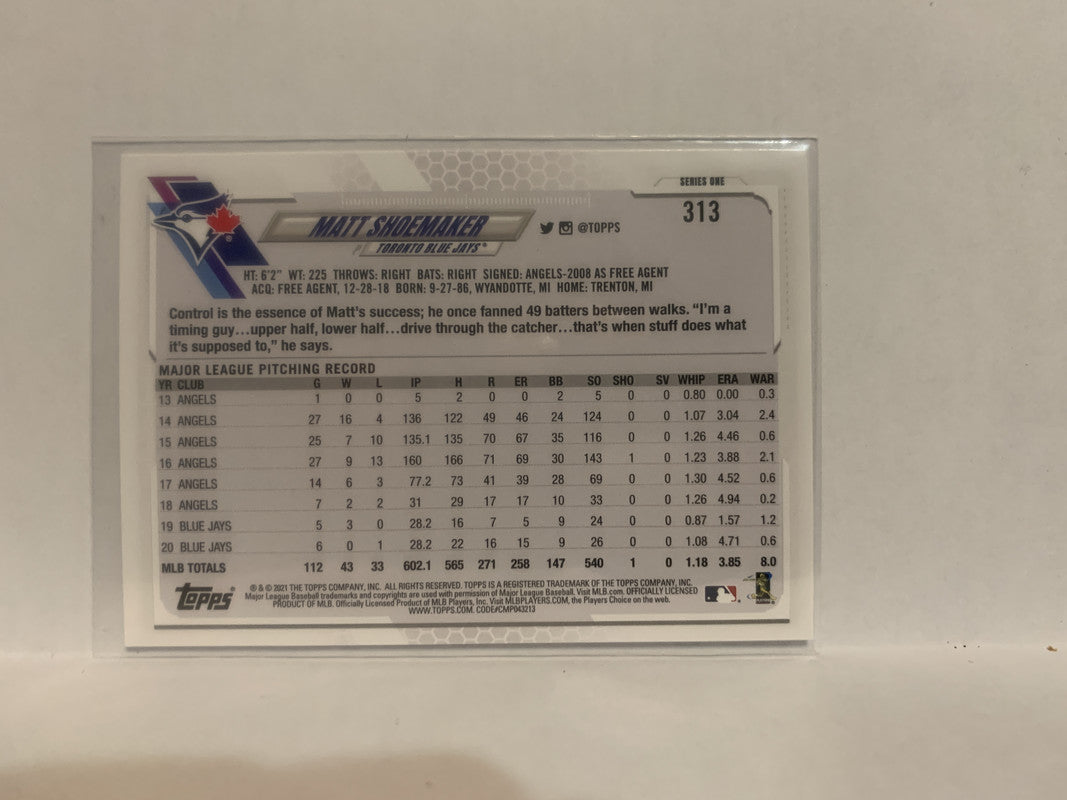 SERIES ONE
313
MATT SHOEMAKER
@TOPPS
P TORONTO BLUE JAYS®
HT: 6'2" WT: 225 THROWS: RIGHT BATS: RIGHT SIGNED: ANGELS-2008 AS FREE AGENT
ACQ: FREE AGENT, 12-28-18 BORN: 9-27-86, WYANDOTTE, MI HOME: TRENTON, MI
Control is the essence of Matt's success; he once fanned 49 batters between walks. "I'm a
timing guy...upper half, lower half...drive through the catcher...that's when stuff does what
it's supposed to," he says.
MAJOR LEAGUE PITCHING RECORD
YR CLUB G W L IP H R ER BB SO SHO SV WHIP ERA WAR
13 ANGELS 1 0 0 5 2 0 0 2 5 0 0 0.80 0.00 0.3
14 ANGELS 27 16 4 136 122 49 46 24 124 0 0 1.07 3.04 2.4
15 ANGELS 25 7 10 135.1 135 70 67 35 116 0 0 1.26 4.46 0.6
16 ANGELS 27 9 13 160 166 71 69 30 143 1 0 1.23 3.88 2.1
17 ANGELS 14 6 3 77.2 73 41 39 28 69 0 0 1.30 4.52 0.6
18 ANGELS 7 2 2 31 29 17 17 10 33 0 0 1.26 4.94 0.2
19 BLUE JAYS 5 3 0 28.2 16 7 5 9 24 0 0 0.87 1.57 1.2
20 BLUE JAYS 6 0 1 28.2 22 16 15 9 26 0 0 1.08 4.71 0.6
MLB TOTALS 112 43 33 602.1 565 271 258 147 540 1 0 1.18 3.85 8.0
Topps
® & © 2021 THE TOPPS COMPANY, INC. ALL RIGHTS RESERVED. TOPPS IS A REGISTERED TRADEMARK OF THE TOPPS COMPANY, INC.
Major League Baseball trademarks and copyrights are used with permission of Major League Baseball. Visit MLB.com. OFFICIALLY LICENSED
PRODUCT OF MLB. Officially Licensed Product of MLB Players, Inc. Visit MLBPLAYERS.COM, the Players Choice on the web.
WWW.TOPPS.COM. CODE#CMP043213